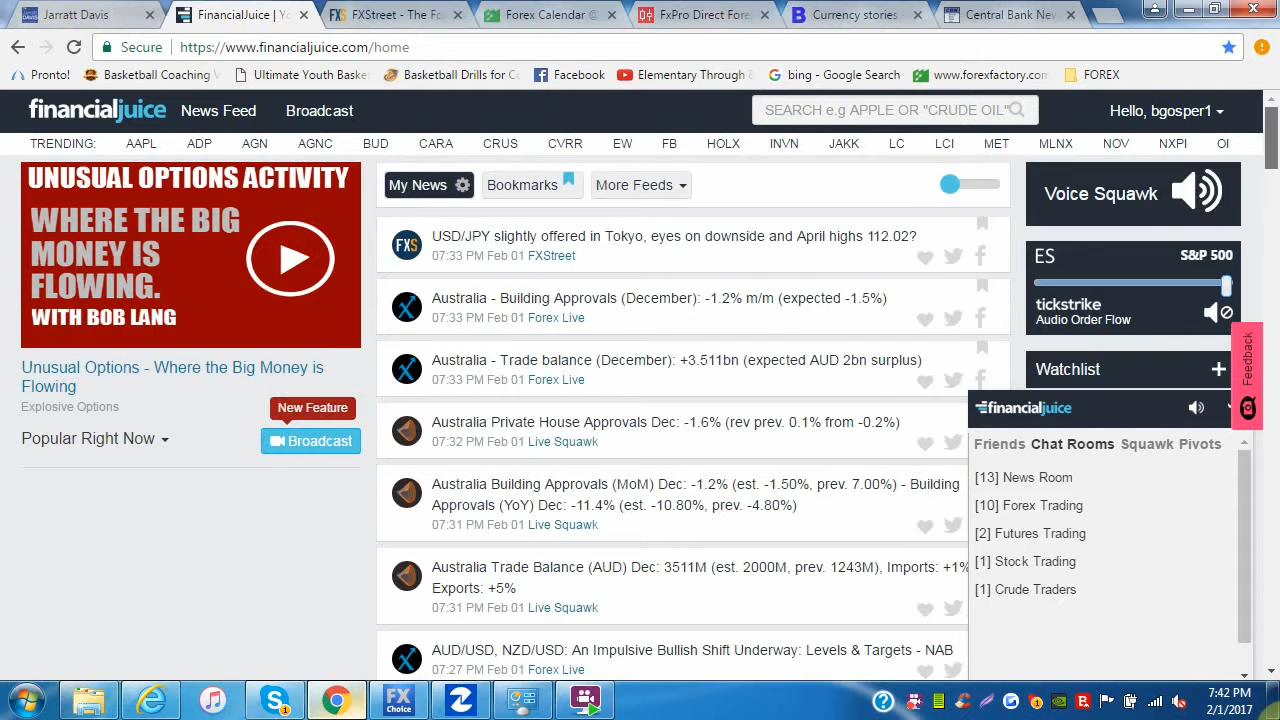 Jarratt Davis
FinancialJuice | Yo
FXStreet - The Fo
Forex Calendar @
FxPro Direct Fore
Currency st
Central Bank Ne
Secure
https://www.financialjuice.com/home
Pronto!
Basketball Coaching
Ultimate Youth Baske
Basketball Drills for C
Facebook
Elementary Through
bing - Google Search
www.forexfactory.com
FOREX
financialjuice
News Feed
Broadcast
SEARCH e.g APPLE OR "CRUDE OIL"
Hello, bgosper1
TRENDING: AAPL ADP AGN AGNC BUD CARA CRUS CVRR EW FB HOLX INVN JAKK LC LCI MET MLNX NOV NXPI OI
UNUSUAL OPTIONS ACTIVITY
WHERE THE BIG
MONEY IS
FLOWING.
WITH BOB LANG
Unusual Options - Where the Big Money is
Flowing
Explosive Options
New Feature
Popular Right Now
Broadcast
My News
Bookmarks
More Feeds
FXS
USD/JPY slightly offered in Tokyo, eyes on downside and April highs 112.02?
07:33 PM Feb 01 FXStreet
Australia - Building Approvals (December): -1.2% m/m (expected -1.5%)
07:33 PM Feb 01 Forex Live
Australia - Trade balance (December): +3.511bn (expected AUD 2bn surplus)
07:33 PM Feb 01 Forex Live
Australia Private House Approvals Dec: -1.6% (rev prev. 0.1% from -0.2%)
07:32 PM Feb 01 Live Squawk
Australia Building Approvals (MoM) Dec: -1.2% (est. -1.50%, prev. 7.00%) - Building
Approvals (YoY) Dec: -11.4% (est. -10.80%, prev. -4.80%)
07:31 PM Feb 01 Live Squawk
Australia Trade Balance (AUD) Dec: 3511M (est. 2000M, prev. 1243M), Imports: +1%
Exports: +5%
07:31 PM Feb 01 Live Squawk
AUD/USD, NZD/USD: An Impulsive Bullish Shift Underway: Levels & Targets - NAB
07:27 PM Feb 01 Forex Live
Voice Squawk
ES
S&P 500
tickstrike
Audio Order Flow
Watchlist
Feedback
financialjuice
Friends Chat Rooms Squawk Pivots
[13] News Room
[10] Forex Trading
[2] Futures Trading
[1] Stock Trading
[1] Crude Traders
FX
Choice
7:42 PM
2/1/2017